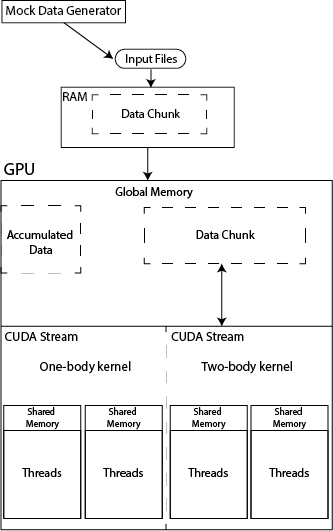 Mock Data Generator
Input Files
RAM
Data Chunk
GPU
Global Memory
Accumulated
Data
Data Chunk
CUDA Stream
CUDA Stream
One-body kernel
Two-body kernel
Shared
Memory
Shared
Memory
Shared
Memory
Shared
Memory
Threads
Threads
Threads
Threads